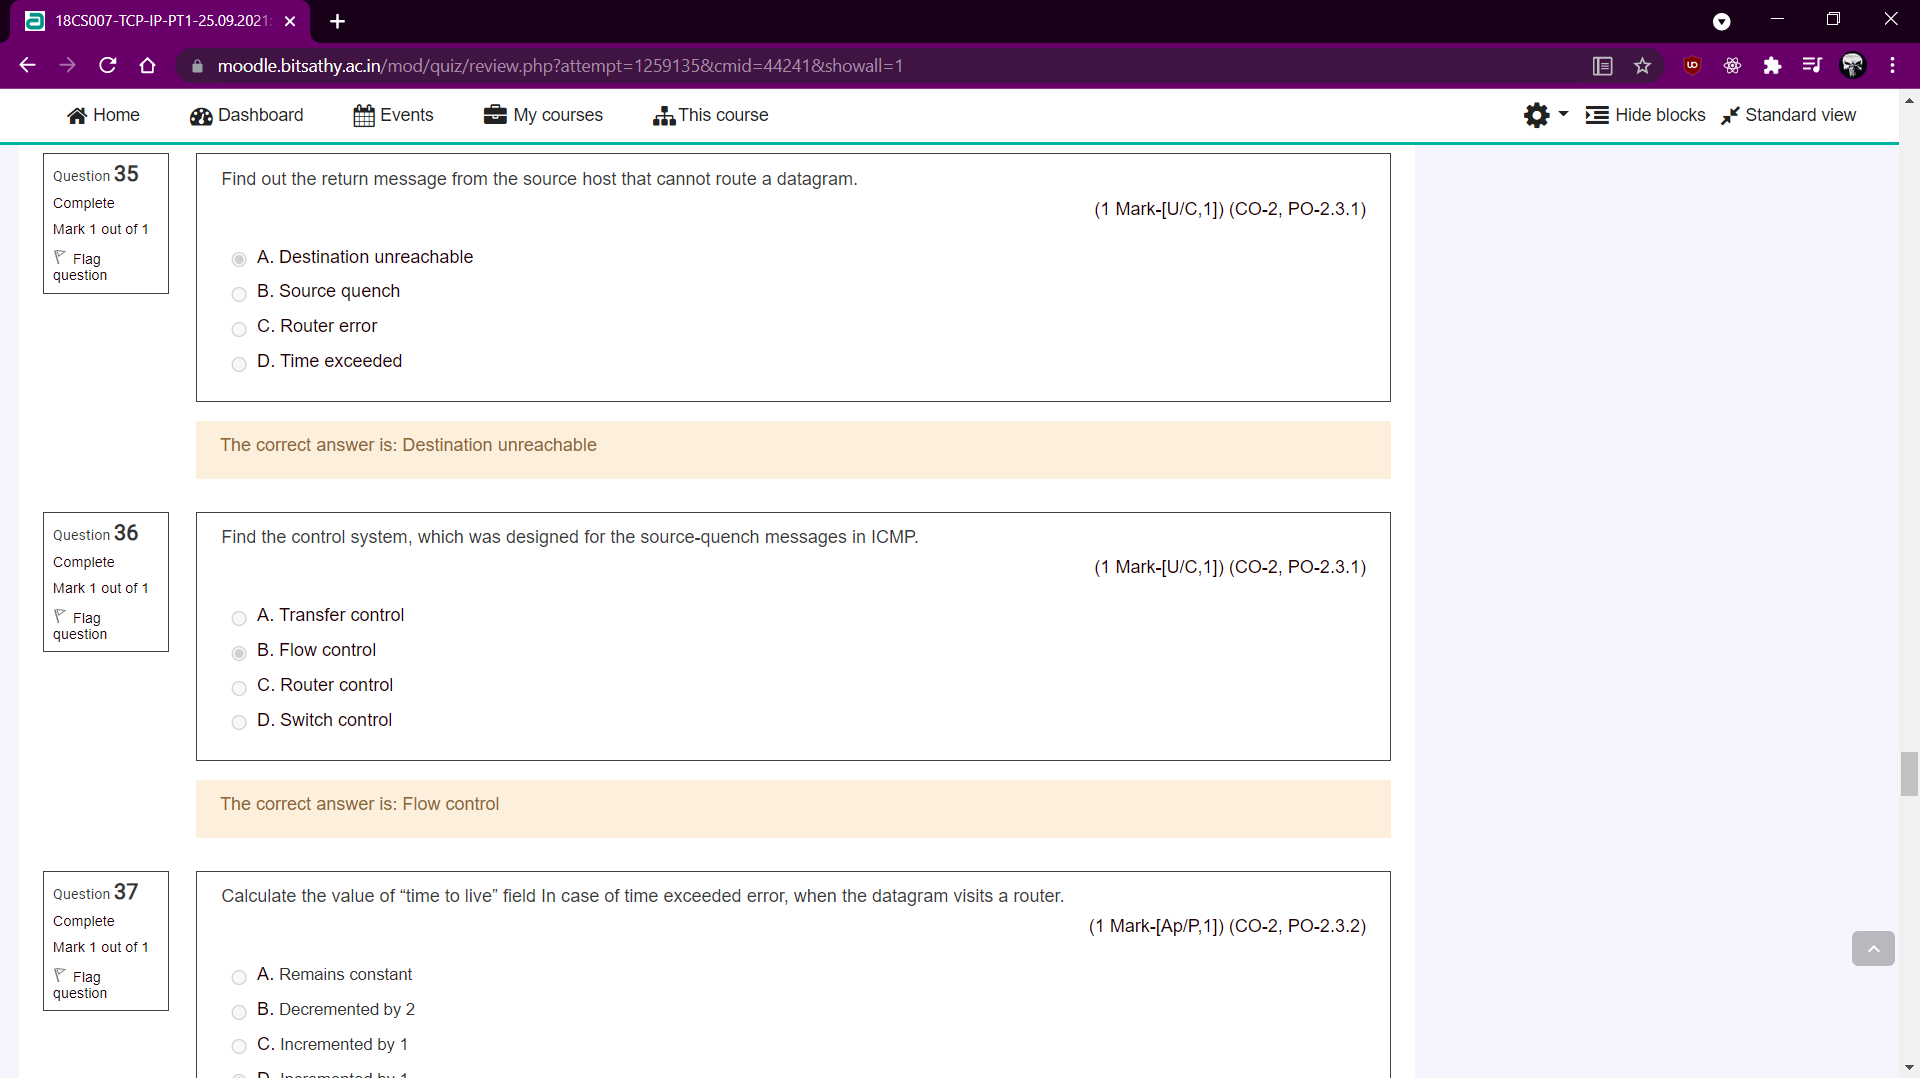 18CS007-TCP-IP-PT1-25.09.2021
moodle.bitsathy.ac.in/mod/quiz/review.php?attempt=1259135&cmid=44241&showall=1
Home
Dashboard
Events
My courses
This course
Hide blocks
Standard view
Question 35
Complete
Mark 1 out of 1
Flag
question
Find out the return message from the source host that cannot route a datagram.
(1 Mark-[U/C,1]) (CO-2, PO-2.3.1)
A. Destination unreachable
B. Source quench
C. Router error
D. Time exceeded
The correct answer is: Destination unreachable
Question 36
Complete
Mark 1 out of 1
Flag
question
Find the control system, which was designed for the source-quench messages in ICMP.
(1 Mark-[U/C,1]) (CO-2, PO-2.3.1)
A. Transfer control
B. Flow control
C. Router control
D. Switch control
The correct answer is: Flow control
Question 37
Complete
Mark 1 out of 1
Flag
question
Calculate the value of “time to live” field In case of time exceeded error, when the datagram visits a router.
(1 Mark-[Ap/P,1]) (CO-2, PO-2.3.2)
A. Remains constant
B. Decremented by 2
C. Incremented by 1